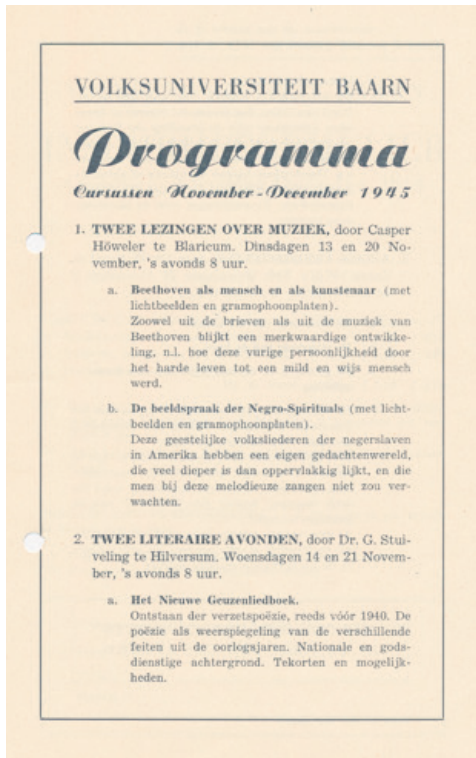 VOLKSUNIVERSITEIT BAARN
Programma
Cursussen November - December 1945
1. TWEE LEZINGEN OVER MUZIEK, door Casper
Höweler te Blaricum. Dinsdagen 13 en 20 No-
vember, 's avonds 8 uur.
a. Beethoven als mensch en als kunstenaar (met
lichtbeelden en gramophoonplaten).
Zoowel uit de brieven als uit de muziek van
Beethoven blijkt een merkwaardige ontwikke-
ling, n.l. hoe deze vurige persoonlijkheid door
het harde leven tot een mild en wijs mensch
werd.
b. De beeldspraak der Negro-Spirituals (met licht-
beelden en gramophoonplaten).
Deze geestelijke volksliederen der negerslaven
in Amerika hebben een eigen gedachtenwereld,
die veel dieper is dan oppervlakkig lijkt, en die
men bij deze melodieuze zangen niet zou ver-
wachten.
2. TWEE LITERAIRE AVONDEN, door Dr. G. Stui-
veling te Hilversum. Woensdagen 14 en 21 Novem-
ber, 's avonds 8 uur.
a. Het Nieuwe Geuzenliedboek.
Ontstaan der verzetspoëzie, reeds vóór 1940. De
poëzie als weerspiegeling van de verschillende
feiten uit de oorlogsjaren. Nationale en gods-
dienstige achtergrond. Tekorten en mogelijk-
heden.